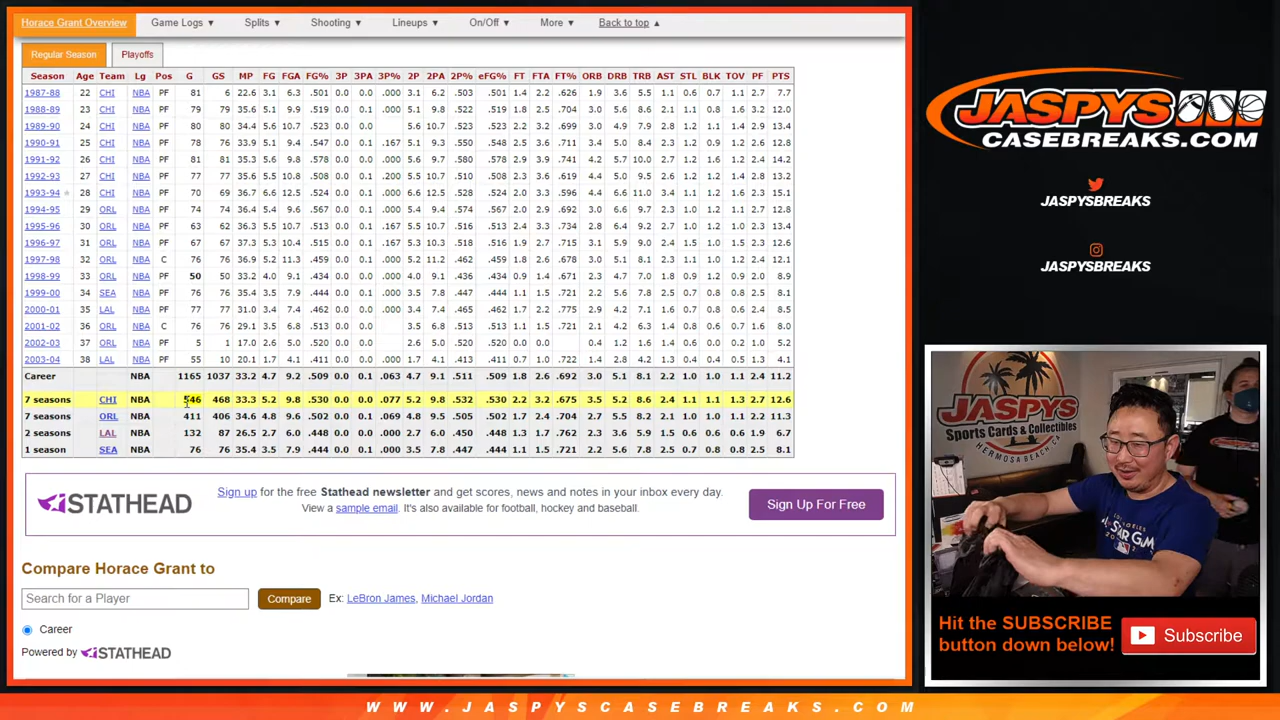 Horace Grant Overview Game Logs ▼ Splits ▼ Shooting ▼ Lineups ▼ On/Off ▼ More ▼ Back to top ▲
Regular Season Playoffs
Season Age Team Lg Pos G GS MP FG FGA FG% 3P 3PA 3P% 2P 2PA 2P% eFG% FT FTA FT% ORB DRB TRB AST STL BLK TOV PF PTS
1987-88 22 CHI NBA PF 81 6 22.6 3.1 6.3 .501 0.0 0.0 .000 3.1 6.2 .503 .501 1.4 2.2 .626 1.9 3.6 5.5 1.1 0.6 0.7 1.1 2.7 7.7
1988-89 23 CHI NBA PF 79 79 35.6 5.1 9.8 .519 0.0 0.1 .000 5.1 9.8 .522 .519 1.8 2.5 .704 3.0 5.6 8.6 2.1 1.1 0.8 1.6 3.2 12.0
1989-90 24 CHI NBA PF 80 80 34.4 5.6 10.7 .523 0.0 0.0 5.6 10.7 .523 .523 2.2 3.2 .699 3.0 4.9 7.9 2.8 1.2 1.1 1.4 2.9 13.4
1990-91 25 CHI NBA PF 78 76 33.9 5.1 9.4 .547 0.0 0.1 .167 5.1 9.3 .550 .548 2.5 3.6 .711 3.4 5.0 8.4 2.3 1.2 0.9 1.2 2.6 12.8
1991-92 26 CHI NBA PF 81 81 35.3 5.6 9.8 .578 0.0 0.0 .000 5.6 9.7 .580 .578 2.9 3.9 .741 4.2 5.7 10.0 2.7 1.2 1.6 1.2 2.4 14.2
1992-93 27 CHI NBA PF 77 77 35.6 5.5 10.8 .508 0.0 0.1 .200 5.5 10.7 .510 .508 2.3 3.6 .619 4.4 5.1 9.5 2.6 1.2 1.2 1.4 2.8 13.2
1993-94 28 CHI NBA PF 70 69 36.7 6.6 12.5 .524 0.0 0.1 .000 6.6 12.5 .528 .524 2.0 3.3 .596 4.4 6.6 11.0 3.4 1.1 1.2 1.6 2.3 15.1
1994-95 29 ORL NBA PF 74 74 36.4 5.4 9.6 .567 0.0 0.1 .000 5.4 9.4 .574 .567 2.0 2.9 .692 3.0 6.6 9.7 2.3 1.0 1.2 1.1 2.7 12.8
1995-96 30 ORL NBA PF 63 62 36.3 5.5 10.7 .513 0.0 0.1 .167 5.5 10.7 .516 .514 2.4 3.3 .734 2.8 6.4 9.2 2.7 1.0 1.2 1.0 2.3 13.4
1996-97 31 ORL NBA PF 67 67 37.3 5.3 10.4 .515 0.0 0.1 .167 5.2 10.3 .518 .516 1.9 2.7 .715 3.1 5.9 9.0 2.4 1.5 1.0 1.5 2.3 12.6
1997-98 32 ORL NBA C 76 76 36.9 5.2 11.3 .459 0.0 0.1 .000 5.2 11.2 .462 .459 1.8 2.6 .678 3.0 5.1 8.1 2.3 1.1 1.0 1.2 2.4 12.1
1998-99 33 ORL NBA PF 50 50 33.2 4.0 9.1 .434 0.0 0.0 .000 4.0 9.1 .436 .434 0.9 1.4 .671 2.3 4.7 7.0 1.8 0.9 1.2 0.9 2.0 8.9
1999-00 34 SEA NBA PF 76 76 35.4 3.5 7.9 .444 0.0 0.1 .000 3.5 7.8 .447 .444 1.1 1.5 .721 2.2 5.6 7.8 2.5 0.7 0.8 0.8 2.5 8.1
2000-01 35 LAL NBA PF 77 77 31.0 3.4 7.4 .462 0.0 0.1 .000 3.4 7.4 .465 .462 1.7 2.2 .775 2.9 4.2 7.1 1.6 0.7 0.8 0.6 2.4 8.5
2001-02 36 ORL NBA C 76 76 29.1 3.5 6.8 .513 0.0 0.0 3.5 6.8 .513 .513 1.1 1.5 .721 2.1 4.2 6.3 1.4 0.8 0.6 0.7 1.6 8.0
2002-03 37 ORL NBA PF 5 1 17.0 2.6 5.0 .520 0.0 0.0 2.6 5.0 .520 .520 0.0 0.0 0.4 1.2 1.6 1.4 0.6 0.0 0.2 1.0 5.2
2003-04 38 LAL NBA PF 55 10 20.1 1.7 4.1 .411 0.0 0.0 .000 1.7 4.1 .413 .411 0.7 1.0 .722 1.4 2.8 4.2 1.3 0.4 0.4 0.5 1.3 4.1
Career NBA 1165 1037 33.2 4.7 9.2 .509 0.0 0.1 .063 4.7 9.1 .511 .509 1.8 2.6 .692 3.0 5.1 8.1 2.2 1.0 1.0 1.1 2.4 11.2
7 seasons CHI NBA 546 468 33.3 5.2 9.8 .530 0.0 0.0 .077 5.2 9.8 .532 .530 2.2 3.2 .675 3.5 5.2 8.6 2.4 1.1 1.1 1.3 2.7 12.6
7 seasons ORL NBA 411 406 34.6 4.8 9.6 .502 0.0 0.1 .069 4.8 9.5 .505 .502 1.7 2.4 .704 2.7 5.5 8.2 2.1 1.1 1.0 1.1 2.2 11.3
2 seasons LAL NBA 132 87 26.5 2.7 6.0 .448 0.0 0.0 .000 2.7 6.0 .450 .448 1.3 1.7 .762 2.3 3.6 5.9 1.5 0.6 0.6 0.6 1.9 6.7
1 season SEA NBA 76 76 35.4 3.5 7.9 .444 0.0 0.1 .000 3.5 7.8 .447 .444 1.1 1.5 .721 2.2 5.6 7.8 2.5 0.7 0.8 0.8 2.5 8.1
STATHEAD
Sign up for the free Stathead newsletter and get scores, news and notes in your inbox every day.
View a sample email. It's also available for football, hockey and baseball.
Sign Up For Free
Compare Horace Grant to
Search for a Player Compare Ex: LeBron James, Michael Jordan
Career
Powered by STATHEAD
JASPYS
CASEBREAKS.COM
JASPYSBREAKS
JASPYSBREAKS
JASPYS
Sports Cards & Collectibles
HERMOSA BEACH, CA
LOS ANGELES
Hit the SUBSCRIBE
button down below!
Subscribe
WWW.JASPYSCASEBREAKS.COM